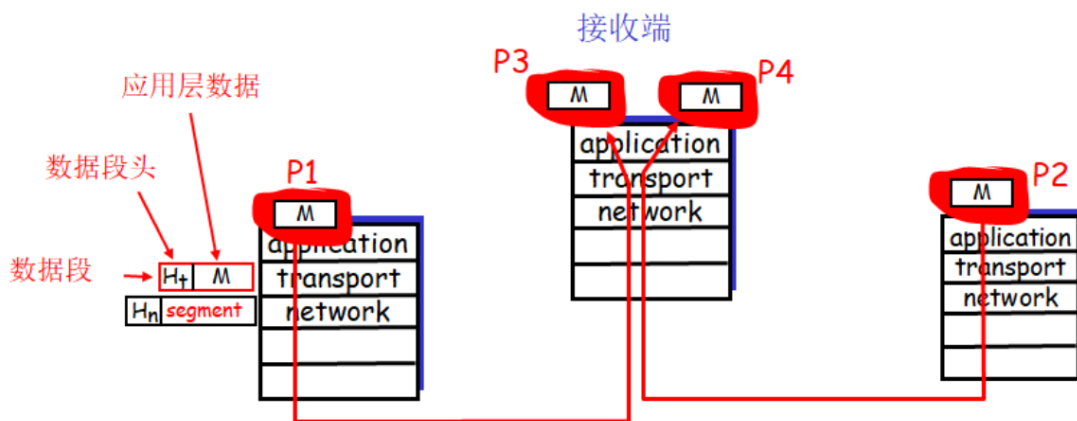 接收端
P3
P4
M
M
应用层数据
数据段头
数据段
P1
M
application
transport
network
Ht
M
Hn
segment
application
transport
network
P2
M
application
transport
network